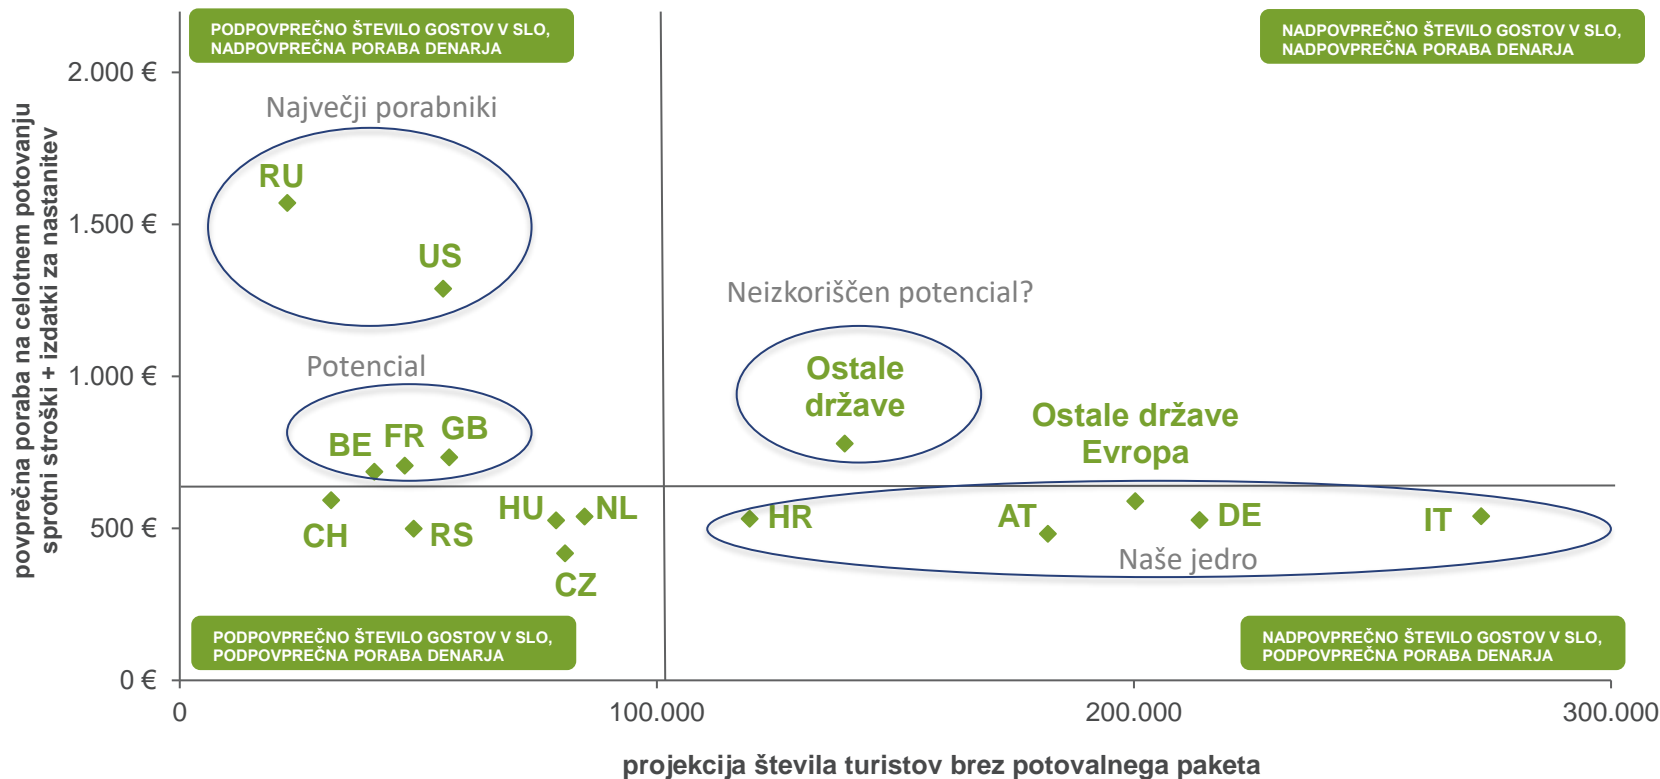 PODPOVPREČNO ŠTEVILO GOSTOV V SLO,
NADPOVPREČNA PORABA DENARJA
NADPOVPREČNO ŠTEVILO GOSTOV V SLO,
NADPOVPREČNA PORABA DENARJA
povprečna poraba na celotnem potovanju
sprotni stroški + izdatki za nastanitev
2.000 €
1.500 €
1.000 €
500 €
0 €
Največji porabniki
RU
US
Neizkoriščen potencial?
Potencial
Ostale
države
Ostale države
Evropa
BE
FR
GB
CH
RS
HU
NL
CZ
HR
AT
DE
IT
Naše jedro
PODPOVPREČNO ŠTEVILO GOSTOV V SLO,
PODPOVPREČNA PORABA DENARJA
NADPOVPREČNO ŠTEVILO GOSTOV V SLO,
PODPOVPREČNA PORABA DENARJA
0
100.000
200.000
300.000
projekcija števila turistov brez potovalnega paketa